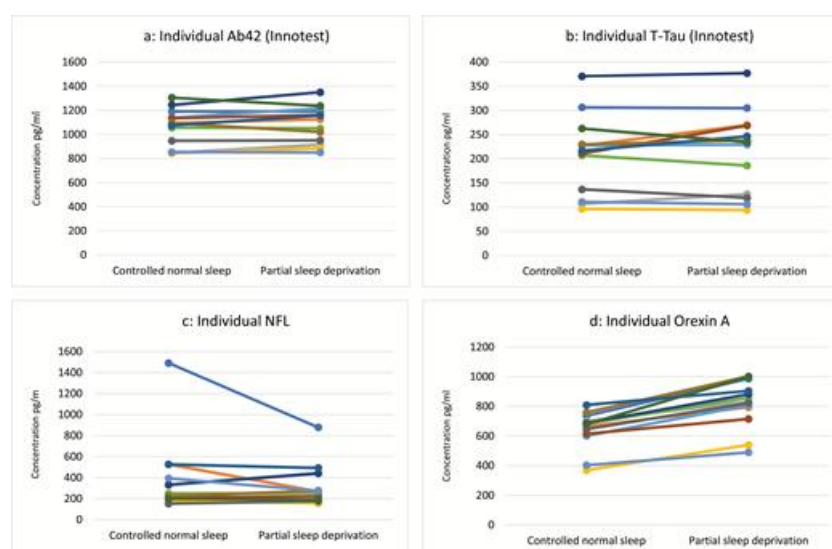 a: Individual Ab42 (Innotest)
Concentration pg/ml
1600
1400
1200
1000
800
600
400
200
0
Controlled normal sleep
Partial sleep deprivation
b: Individual T-Tau (Innotest)
Concentration pg/ml
400
350
300
250
200
150
100
50
0
Controlled normal sleep
Partial sleep deprivation
c: Individual NFL
Concentration pg/m
1600
1400
1200
1000
800
600
400
200
0
Controlled normal sleep
Partial sleep deprivation
d: Individual Orexin A
Concentration pg/ml
1200
1000
800
600
400
200
0
Controlled normal sleep
Partial sleep deprivation